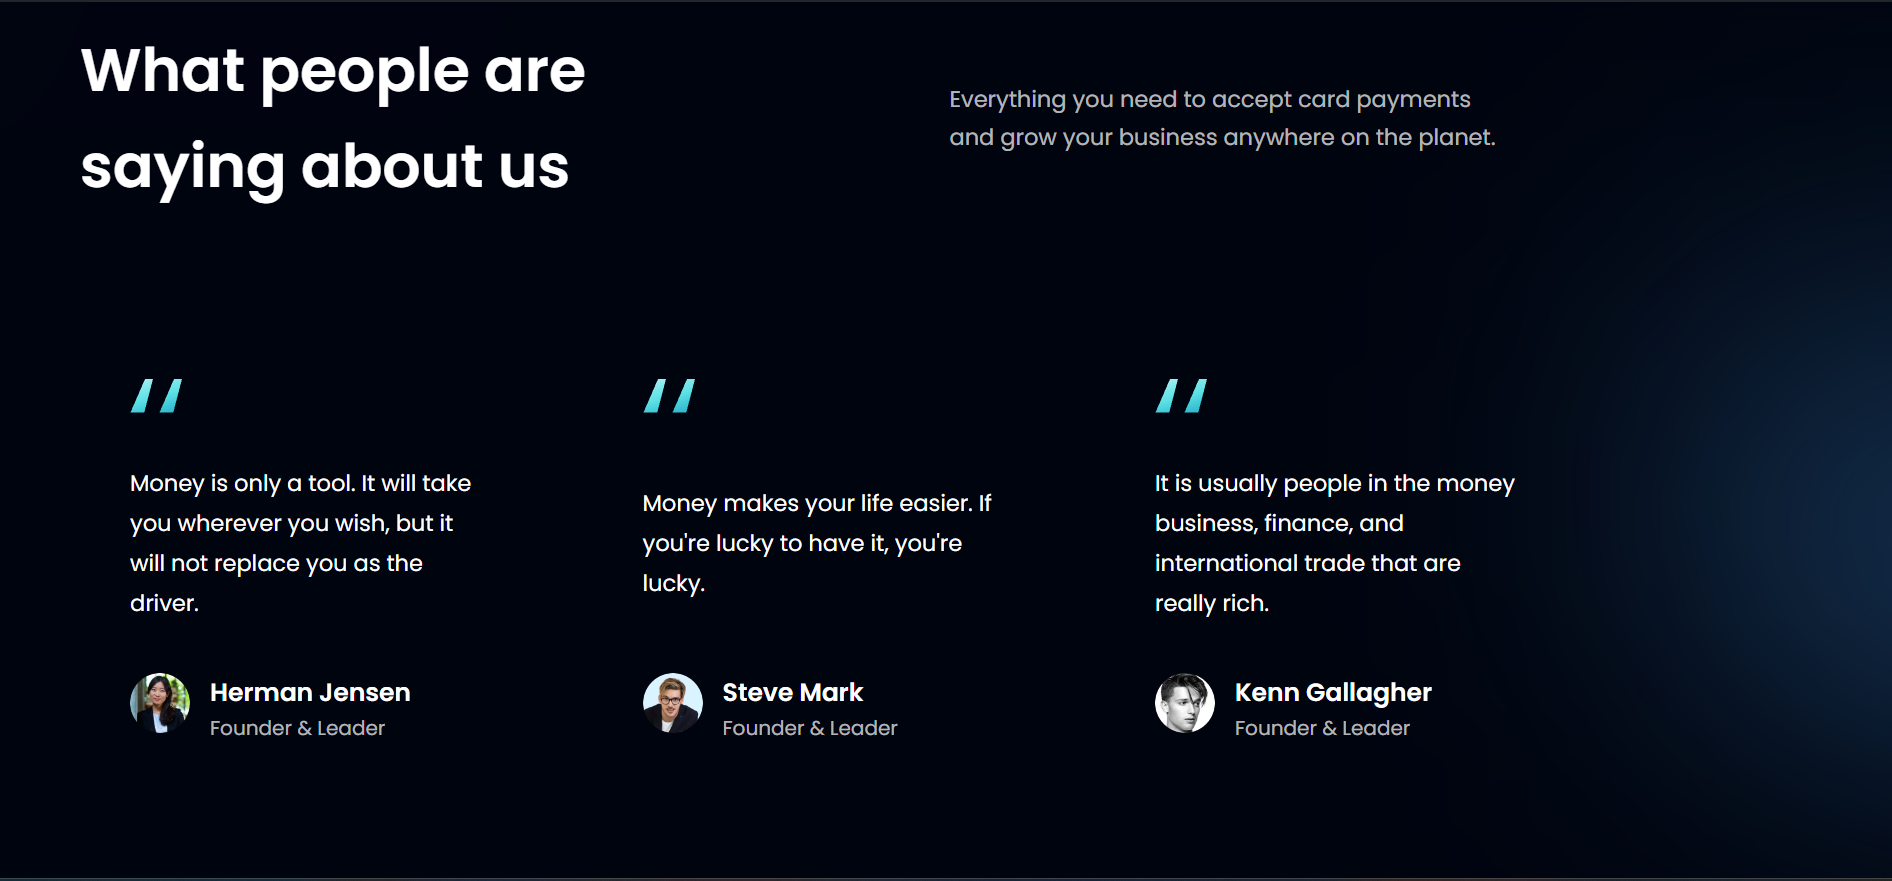 What people are
saying about us
Everything you need to accept card payments
and grow your business anywhere on the planet.
Money is only a tool. It will take
you wherever you wish, but it
will not replace you as the
driver.
Herman Jensen
Founder & Leader
Money makes your life easier. If
you're lucky to have it, you're
lucky.
Steve Mark
Founder & Leader
It is usually people in the money
business, finance, and
international trade that are
really rich.
Kenn Gallagher
Founder & Leader